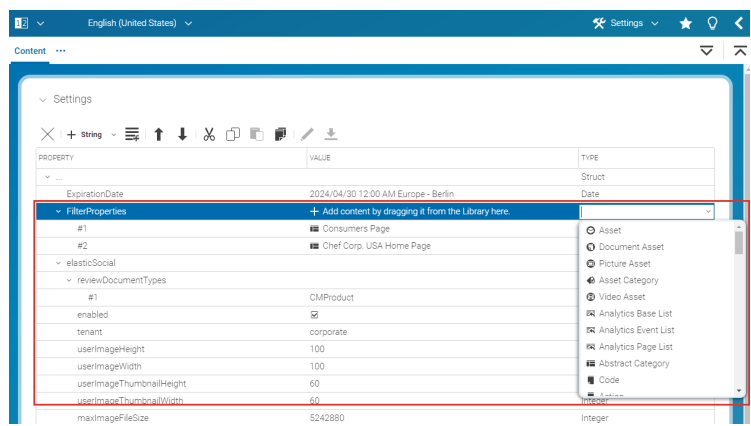 12 English (United States) Settings
Content ...
Settings
+ String
PROPERTY VALUE TYPE
... Struct
ExpirationDate 2024/04/30 12:00 AM Europe - Berlin Date
FilterProperties + Add content by dragging it from the Library here.
#1 Consumers Page
#2 Chef Corp. USA Home Page
elasticSocial
reviewDocumentTypes
#1 CMProduct
enabled
tenant corporate
userImageHeight 100
userImageWidth 100
userImageThumbnailHeight 60
userImageThumbnailWidth 60 Integer
maxImageFileSize 5242880 Integer
Asset
Document Asset
Picture Asset
Asset Category
Video Asset
Analytics Base List
Analytics Event List
Analytics Page List
Abstract Category
Code
Action